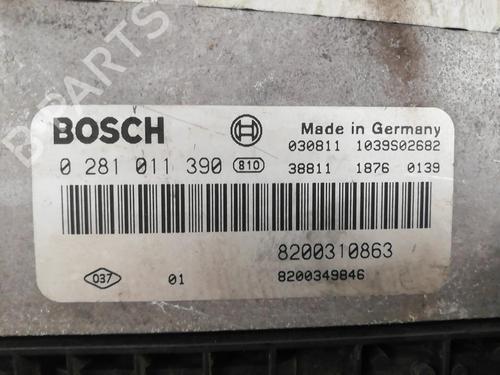 B-PARTS
BOSCH
Made in Germany
030811 1039S02682
0 281 011 390 810
38811 1876 0139
8200310863
037 01 8200349846